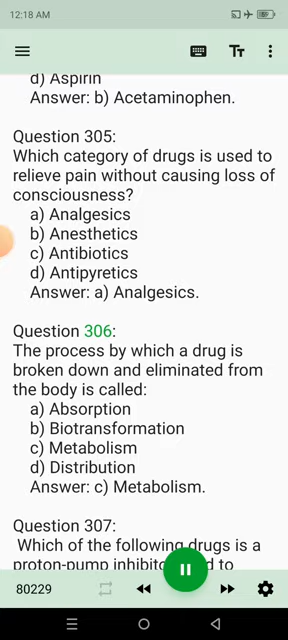 12:18 AM
d) Aspirin
Answer: b) Acetaminophen.
Question 305:
Which category of drugs is used to
relieve pain without causing loss of
consciousness?
a) Analgesics
b) Anesthetics
c) Antibiotics
d) Antipyretics
Answer: a) Analgesics.
Question 306:
The process by which a drug is
broken down and eliminated from
the body is called:
a) Absorption
b) Biotransformation
c) Metabolism
d) Distribution
Answer: c) Metabolism.
Question 307:
Which of the following drugs is a
proton-pump to
80229